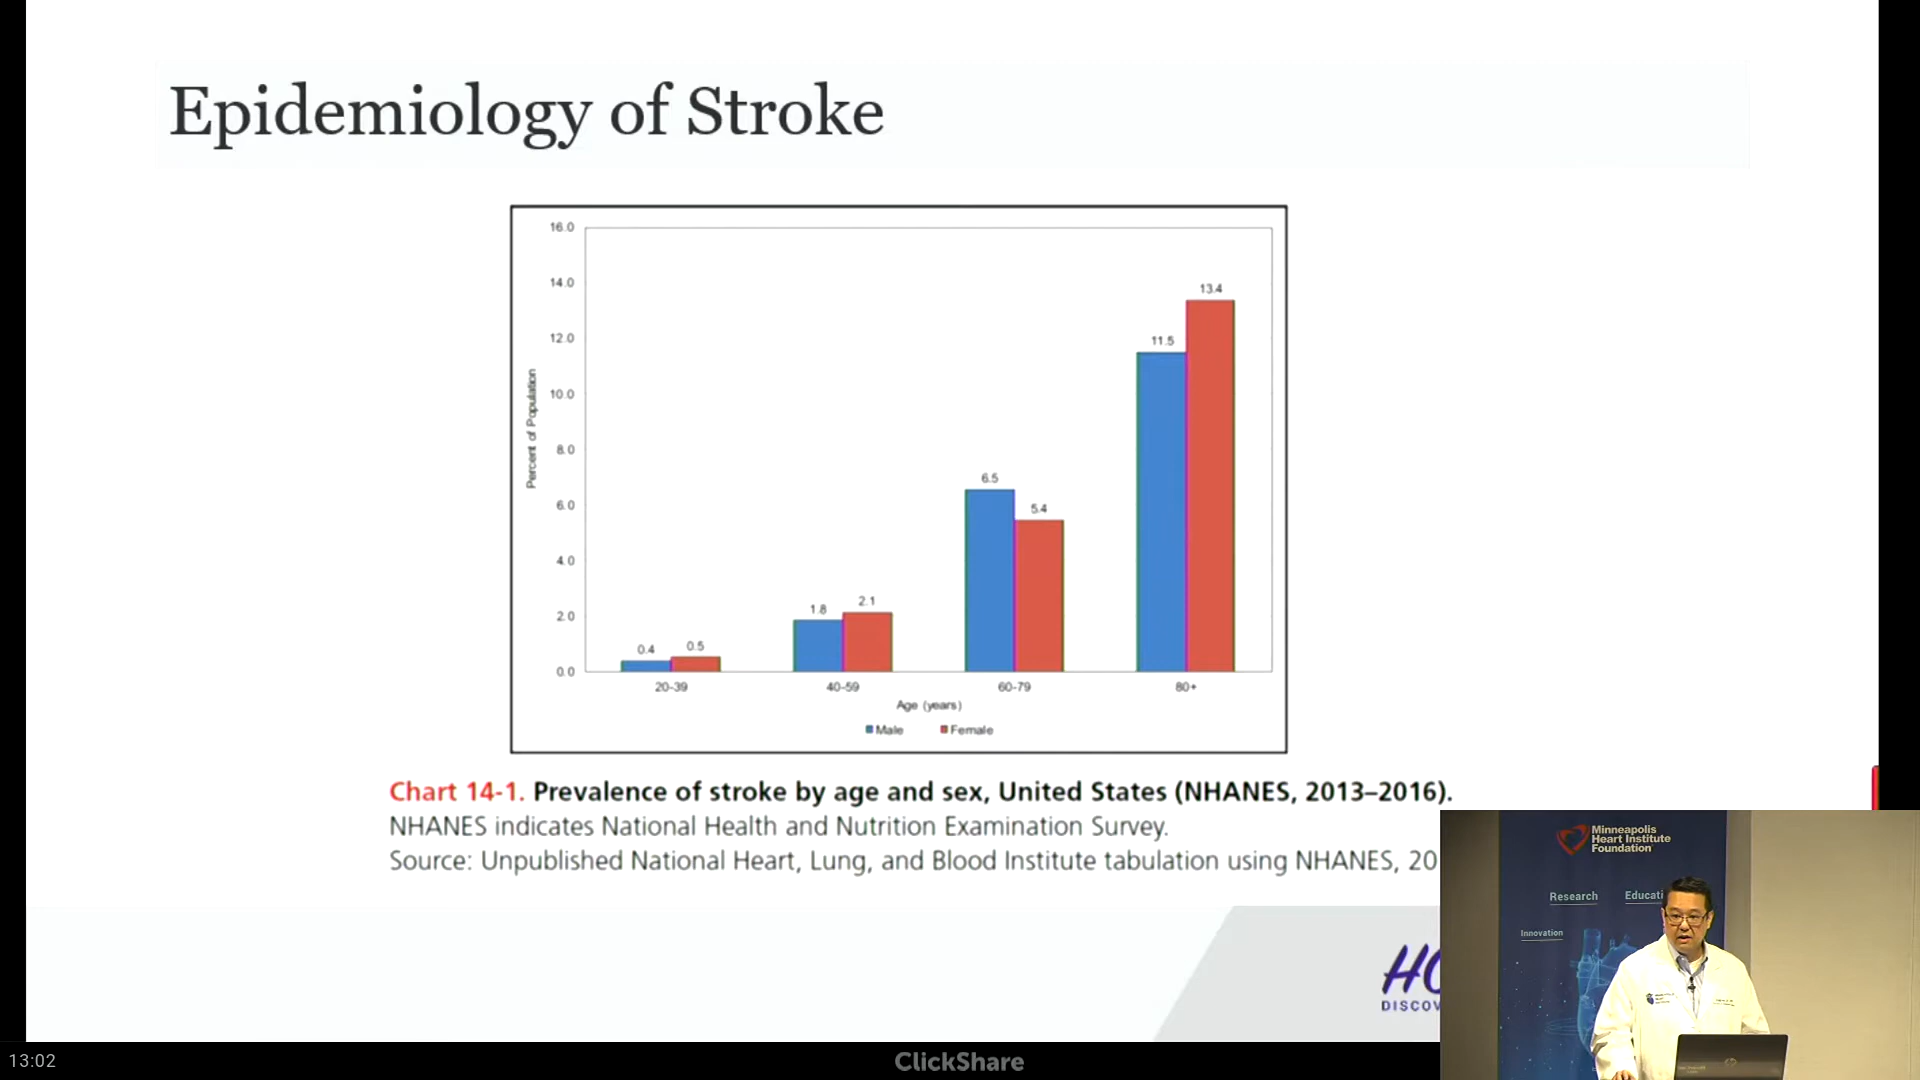 Epidemiology of Stroke
16.0
14.0
12.0
10.0
8.0
6.0
4.0
2.0
0.0
Percent of Population
0.4
0.5
1.8
2.1
6.5
5.4
11.5
13.4
20-39
40-59
60-79
80+
Age (years)
Male Female
Chart 14-1. Prevalence of stroke by age and sex, United States (NHANES, 2013–2016).
NHANES indicates National Health and Nutrition Examination Survey.
Source: Unpublished National Heart, Lung, and Blood Institute tabulation using NHANES, 20
Minneapolis
Heart Institute
Foundation
Research Educati
Innovation
DISCOV
13:02
ClickShare